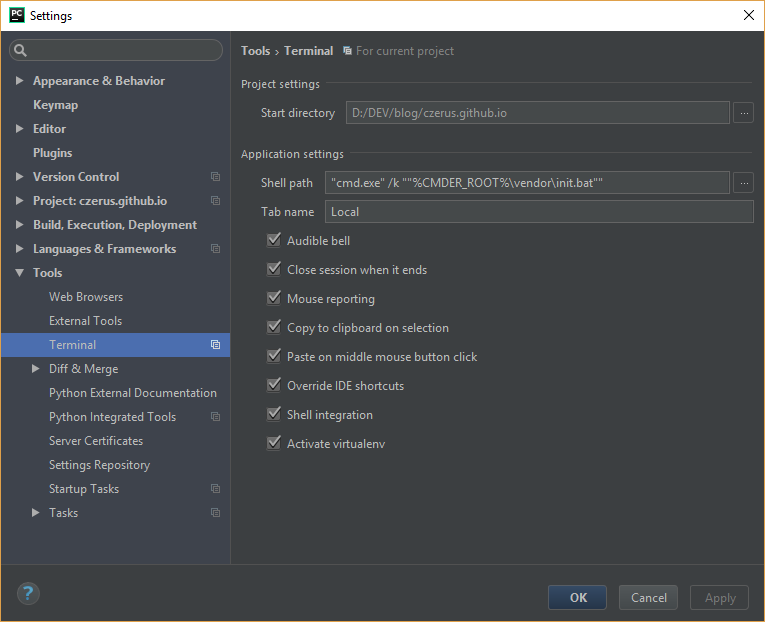 PC Settings
Tools › Terminal For current project
Appearance & Behavior
Keymap
Editor
Plugins
Version Control
Project: czerus.github.io
Build, Execution, Deployment
Languages & Frameworks
Tools
Web Browsers
External Tools
Terminal
Diff & Merge
Python External Documentation
Python Integrated Tools
Server Certificates
Settings Repository
Startup Tasks
Tasks
Project settings
Start directory D:/DEV/blog/czerus.github.io ...
Application settings
Shell path "cmd.exe" /k ""%CMDER_ROOT%\vendor\init.bat"" ...
Tab name Local
Audible bell
Close session when it ends
Mouse reporting
Copy to clipboard on selection
Paste on middle mouse button click
Override IDE shortcuts
Shell integration
Activate virtualenv
? OK Cancel Apply